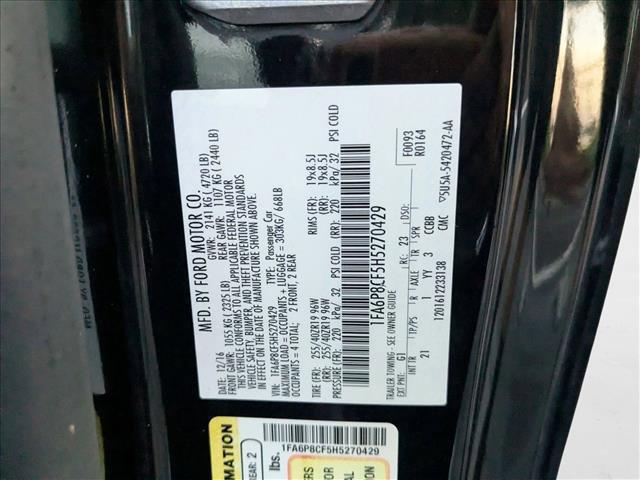 MFD. BY FORD MOTOR CO.
DATE: 12/16 GVWR: 2141 KG ( 4720 LB)
FRONT GAWR: 1055 KG ( 2325 LB) REAR GAWR: 1107 KG ( 2440 LB)
THIS VEHICLE CONFORMS TO ALL APPLICABLE FEDERAL MOTOR
VEHICLE SAFETY, BUMPER, AND THEFT PREVENTION STANDARDS
IN EFFECT ON THE DATE OF MANUFACTURE SHOWN ABOVE.
VIN: 1FA6P8CF5H5270429 TYPE: Passenger Car
MAXIMUM LOAD = OCCUPANTS + LUGGAGE = 303KG/ 668LB
OCCUPANTS = 4 TOTAL: 2 FRONT, 2 REAR
TIRE (FR): 255/40ZR19 96W RIMS (FR): 19x8.5J
(RR): 255/40ZR19 96W (RR): 19x8.5J
PRESSURE (FR): 220 kPa/ 32 PSI COLD (RR): 220 kPa/32 PSI COLD
1FA6P8CF5H5270429
TRAILER TOWING - SEE OWNER GUIDE F0093
EXT PNT: G1 RC: 23 DSO: R0164
INT TR TP/PS R AXLE TR SPR
21 1 YY 3 CCBB
1201612233138 CMC ▽5U5A-5420472-AA
1FA6P8CF5H5270429
RMATION
REAR: 2
lbs.